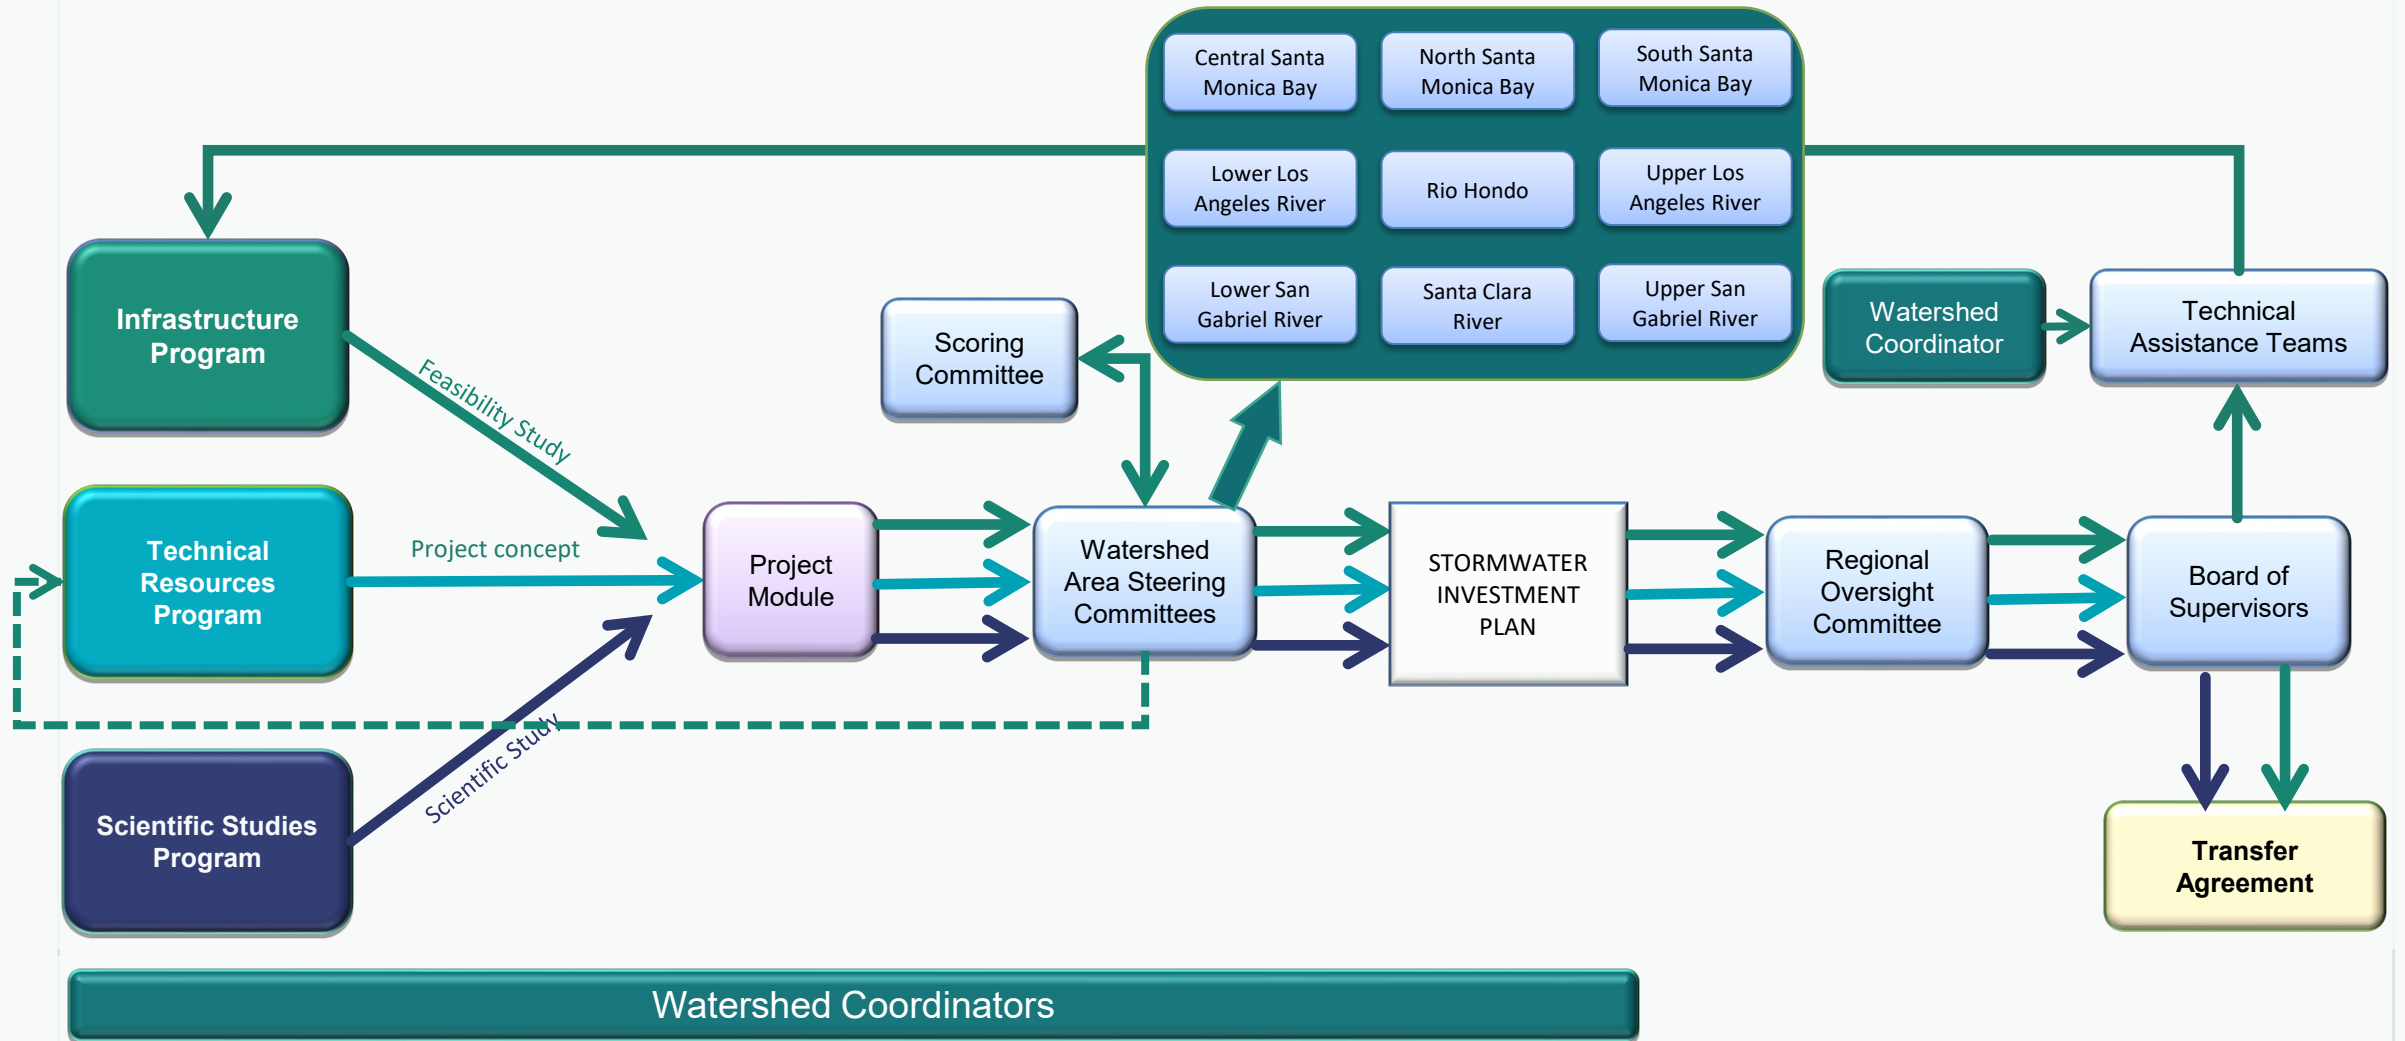 Central Santa
Monica Bay
North Santa
Monica Bay
South Santa
Monica Bay
Lower Los
Angeles River
Rio Hondo
Upper Los
Angeles River
Lower San
Gabriel River
Santa Clara
River
Upper San
Gabriel River
Infrastructure
Program
Feasibility Study
Scoring
Committee
Watershed
Coordinator
Technical
Assistance Teams
Technical
Resources
Program
Project concept
Project
Module
Watershed
Area Steering
Committees
STORMWATER
INVESTMENT
PLAN
Regional
Oversight
Committee
Board of
Supervisors
Scientific Studies
Program
Scientific Study
Transfer
Agreement
Watershed Coordinators